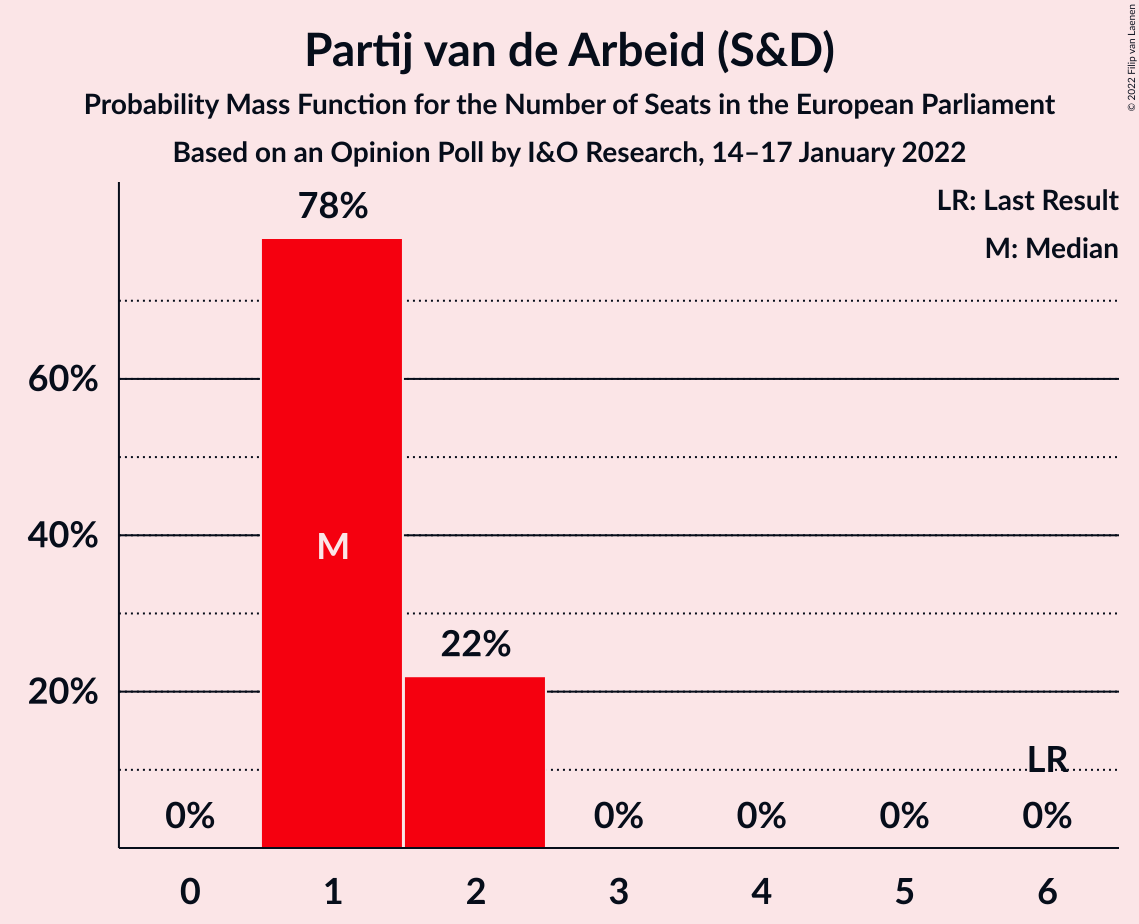 Partij van de Arbeid (S&D)
Probability Mass Function for the Number of Seats in the European Parliament
Based on an Opinion Poll by I&O Research, 14–17 January 2022
© 2022 Filip van Laenen
LR: Last Result
M: Median
78%
60%
40%
M
22%
20%
LR
0%
0%
0%
0%
0%
0 1 2 3 4 5 6